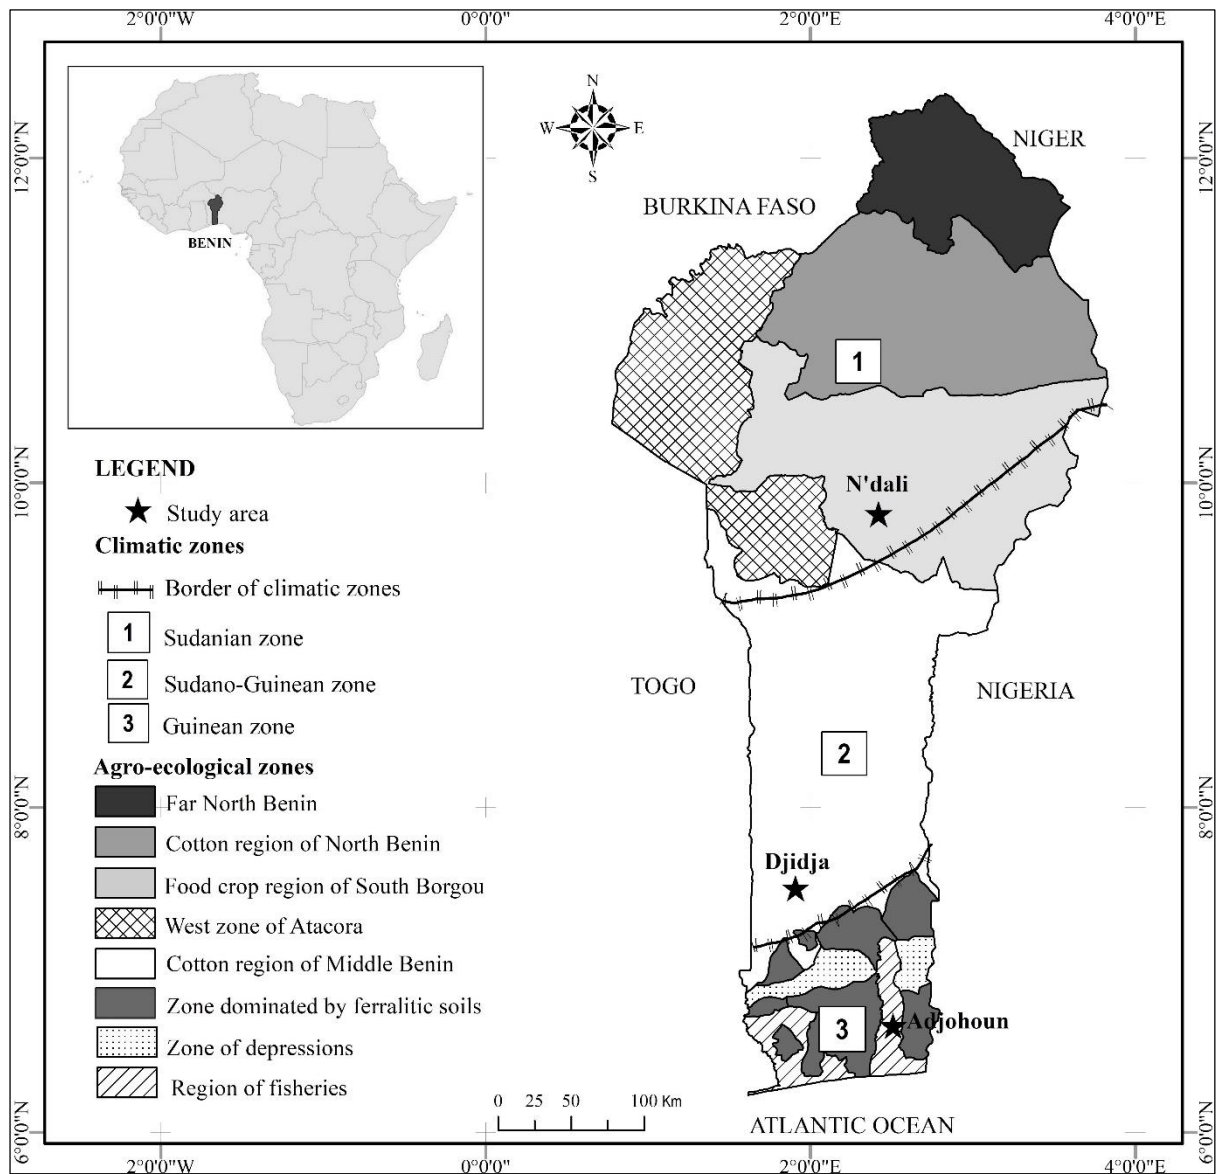 2°0'0"W 0°0'0" 2°0'0"E 4°0'0"E
N
W E
S
12°0'0"N 12°0'0"N
NIGER
BURKINA FASO
BENIN
1
LEGEND
N'dali
10°0'0"N 10°0'0"N
Study area
Climatic zones
Border of climatic zones
1 Sudanian zone
2 Sudano-Guinean zone
3 Guinean zone
TOGO
NIGERIA
2
Agro-ecological zones
Far North Benin
8°0'0"N 8°0'0"N
Cotton region of North Benin
Food crop region of South Borgou
Djidja
West zone of Atacora
Cotton region of Middle Benin
Zone dominated by ferralitic soils
3
Adjohoun
Zone of depressions
Region of fisheries
0 25 50 100 Km
ATLANTIC OCEAN
6°0'0"N 6°0'0"N
2°0'0"W 0°0'0" 2°0'0"E 4°0'0"E